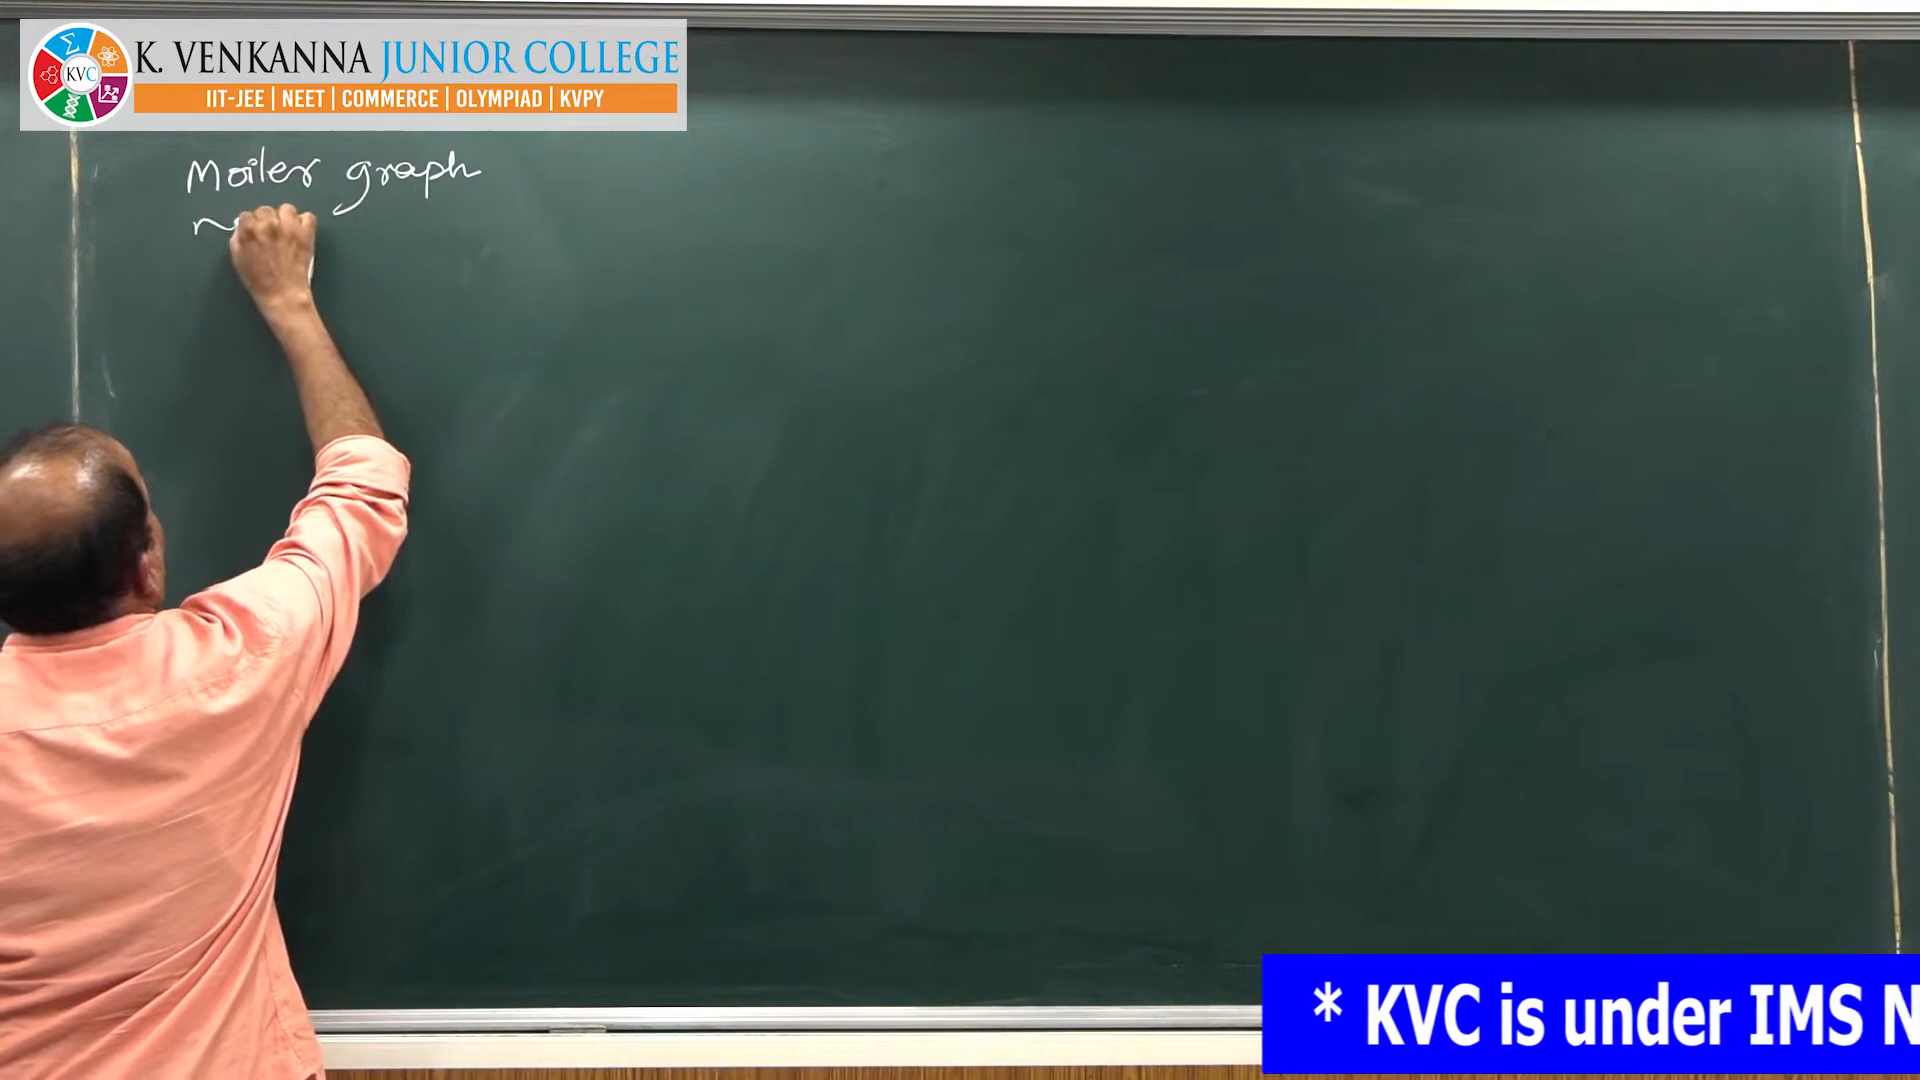 K. VENKANNA JUNIOR COLLEGE
KVC
IIT-JEE | NEET | COMMERCE | OLYMPIAD | KVPY
Moiler graph
* KVC is under IMS N